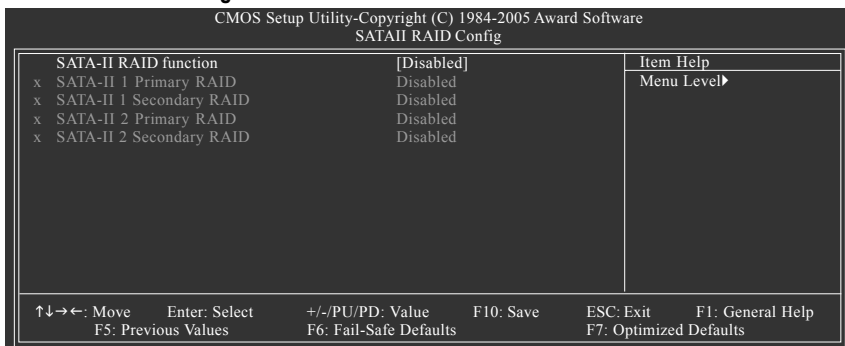 CMOS Setup Utility-Copyright (C) 1984-2005 Award Software
SATAII RAID Config
SATA-II RAID function [Disabled]
x SATA-II 1 Primary RAID Disabled
x SATA-II 1 Secondary RAID Disabled
x SATA-II 2 Primary RAID Disabled
x SATA-II 2 Secondary RAID Disabled
Item Help
Menu Level▶
↑↓→←: Move Enter: Select +/-/PU/PD: Value F10: Save ESC: Exit F1: General Help
F5: Previous Values F6: Fail-Safe Defaults F7: Optimized Defaults